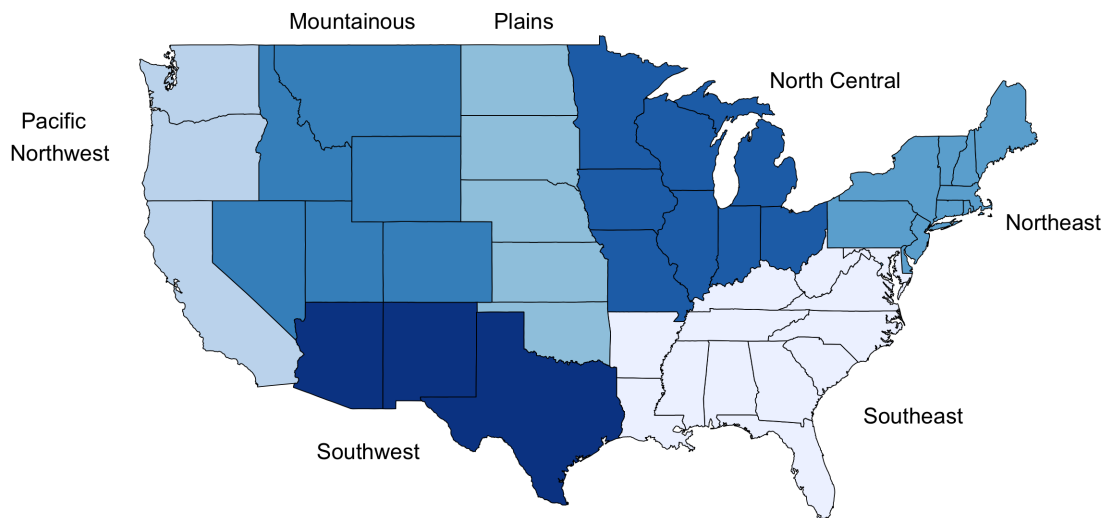 Mountainous
Plains
North Central
Pacific
Northwest
Northeast
Southeast
Southwest